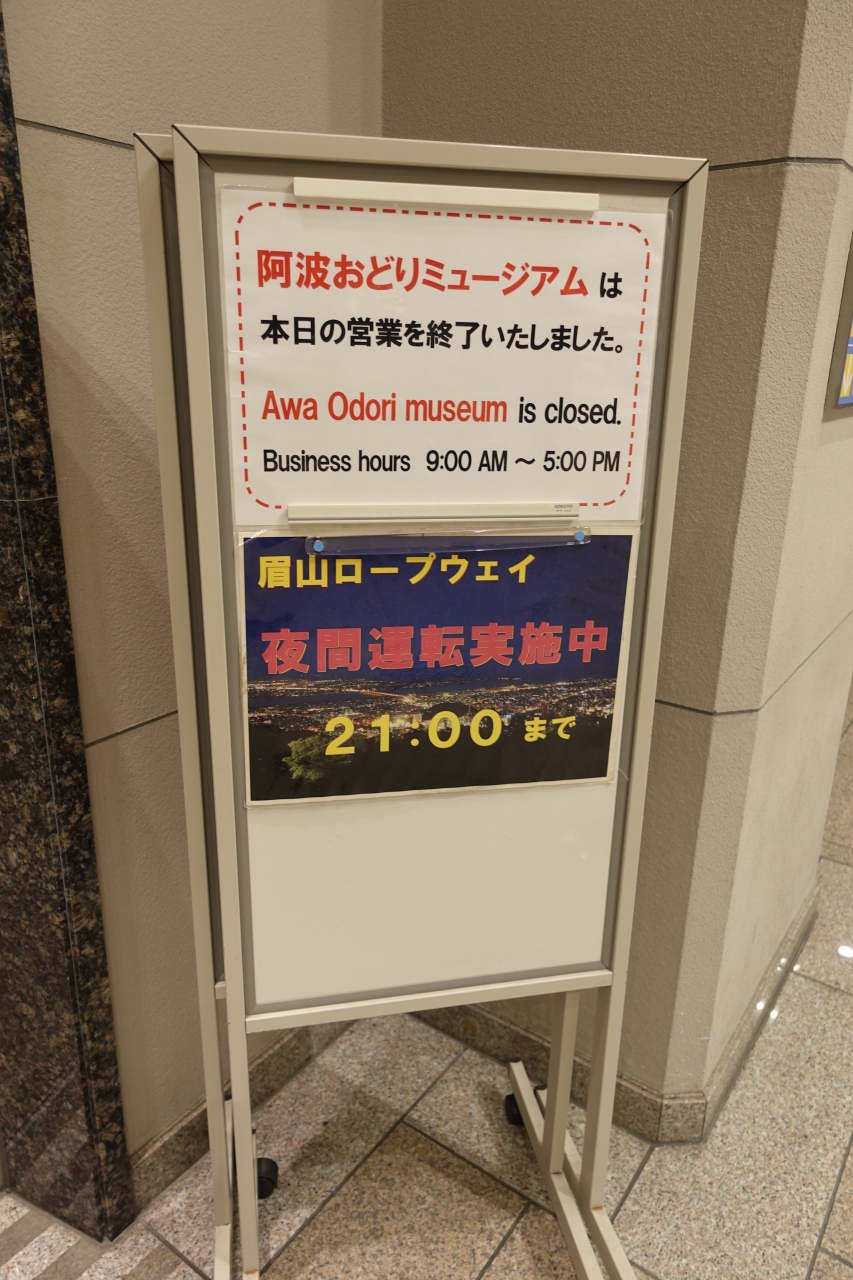 阿波おどりミュージアム は
本日の営業を終了いたしました。
Awa Odori museum is closed.
Business hours 9:00 AM ～ 5:00 PM
眉山ロープウェイ
夜間運転実施中
21:00 まで